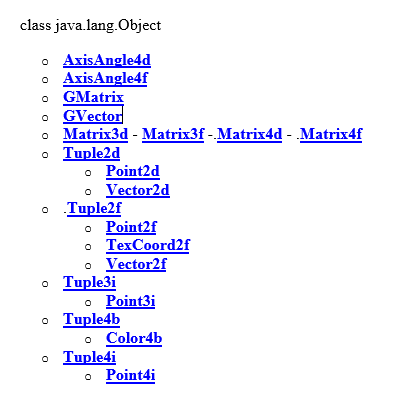 class java.lang.Object
AxisAngle4d
AxisAngle4f
GMatrix
GVector
Matrix3d - Matrix3f -.Matrix4d - .Matrix4f
Tuple2d
Point2d
Vector2d
.Tuple2f
Point2f
TexCoord2f
Vector2f
Tuple3i
Point3i
Tuple4b
Color4b
Tuple4i
Point4i